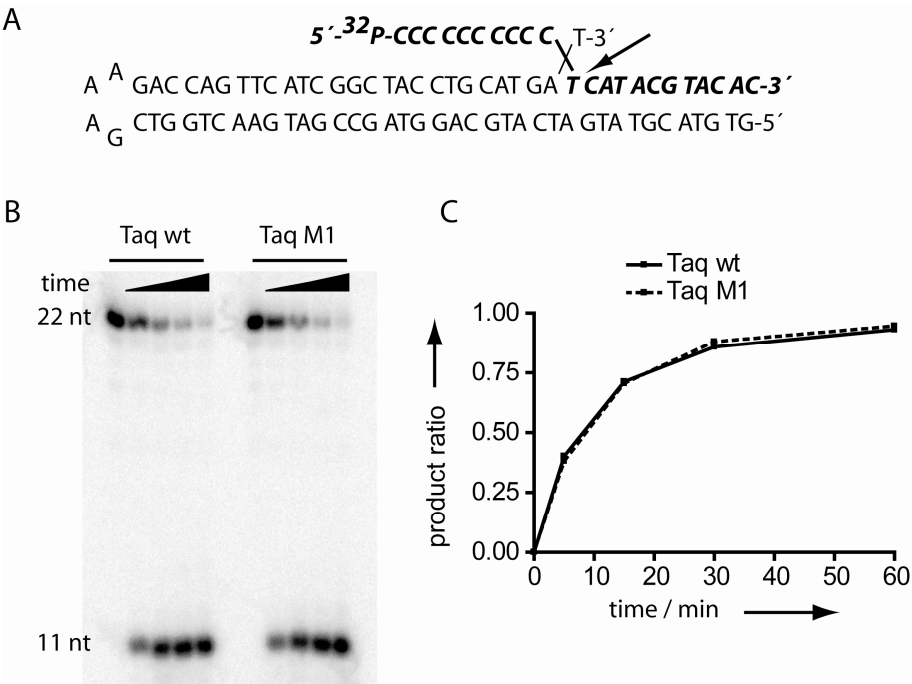 A
5´-32P-CCC CCC CCC C
T-3´
A A GACCAG TTC ATC GGC TAC CTG CAT GA T CAT ACG TAC AC-3´
A G CTG GTC AAG TAG CCG ATG GAC GTA CTA GTA TGC ATG TG-5´
B
Taq wt Taq M1
time
22 nt
11 nt
C
Taq wt
Taq M1
1.00
0.75
0.50
0.25
0.00
product ratio
0 10 20 30 40 50 60
time / min